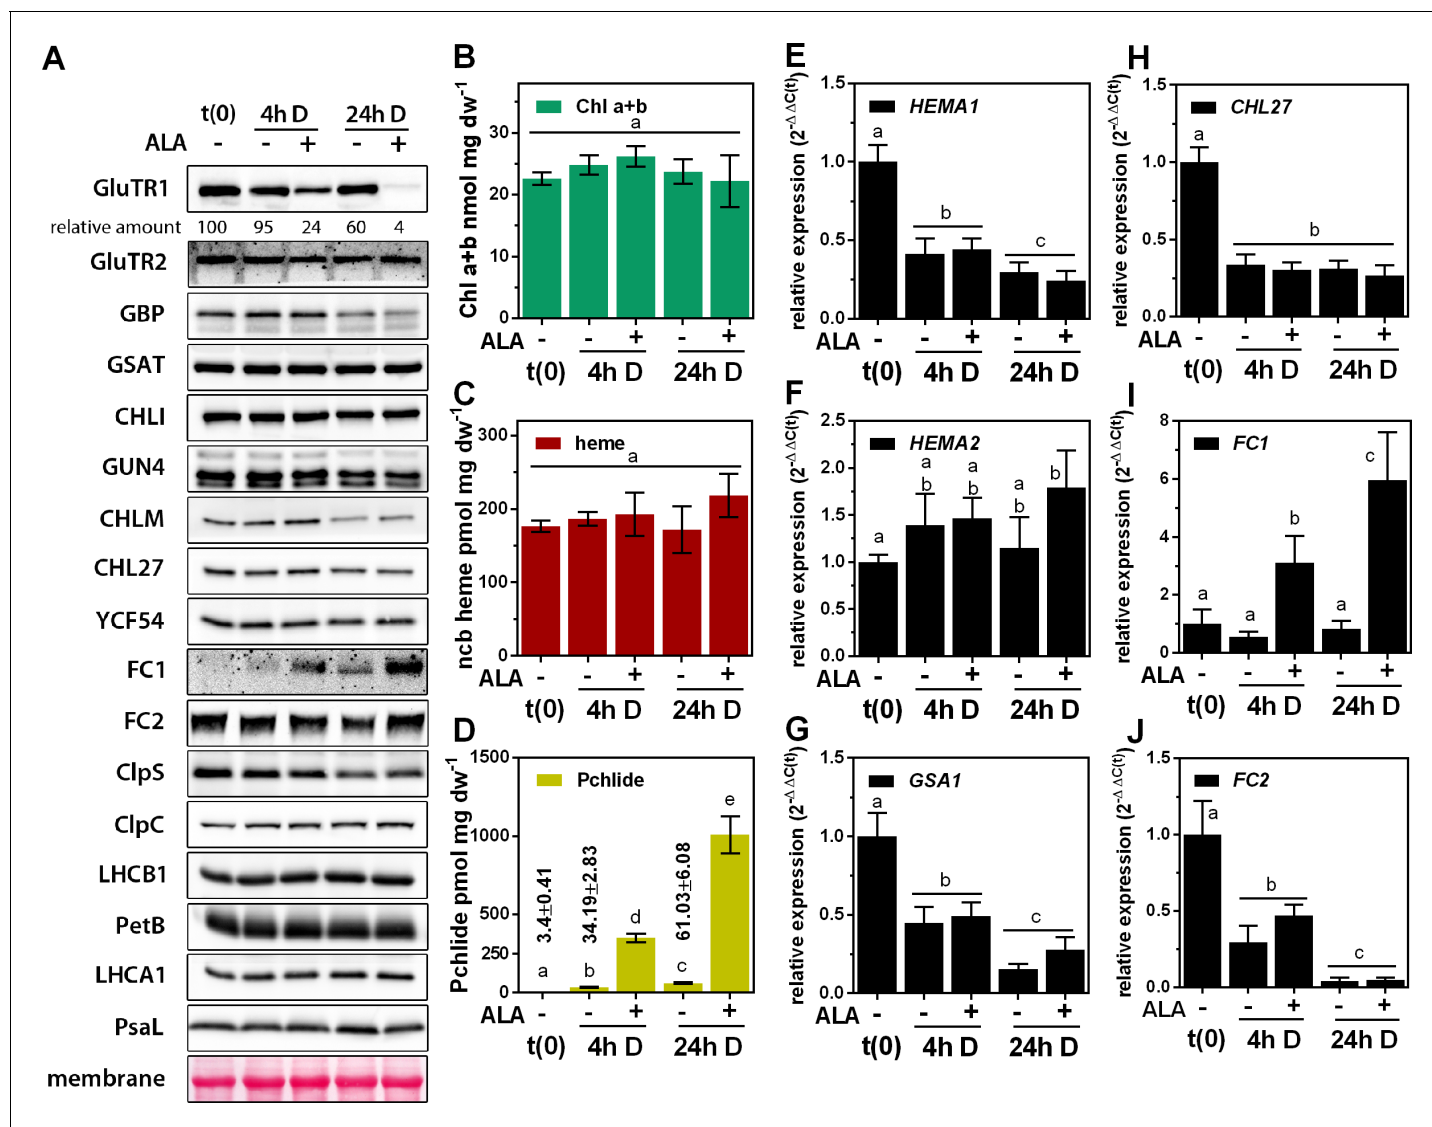 A
t(0) 4h D 24h D
ALA - - + - +
GluTR1
relative amount 100 95 24 60 4
GluTR2
GBP
GSAT
CHLI
GUN4
CHLM
CHL27
YCF54
FC1
FC2
ClpS
ClpC
LHCB1
PetB
LHCA1
PsaL
membrane
B
Chl a+b nmol mg dw-1
Chl a+b
a
30
20
10
0
ALA - - + - +
t(0) 4h D 24h D
C
ncb heme pmol mg dw-1
heme
a
300
200
100
0
ALA - - + - +
t(0) 4h D 24h D
D
Pchlide pmol mg dw-1
Pchlide
1500
1000
500
250
0
3.4±0.41
34.19±2.83
61.03±6.08
a b d c e
ALA - - + - +
t(0) 4h D 24h D
E
relative expression (2-ΔΔC(t))
HEMA1
1.5
1.0
0.5
0.0
a b c
ALA - - + - +
t(0) 4h D 24h D
F
relative expression (2-ΔΔC(t))
HEMA2
2.5
2.0
1.5
1.0
0.5
0.0
a a b a b a b b
ALA - - + - +
t(0) 4h D 24h D
G
relative expression (2-ΔΔC(t))
GSA1
1.5
1.0
0.5
0.0
a b c
ALA - - + - +
t(0) 4h D 24h D
H
relative expression (2-ΔΔC(t))
CHL27
1.5
1.0
0.5
0.0
a b
ALA - - + - +
t(0) 4h D 24h D
I
relative expression (2-ΔΔC(t))
FC1
8
6
4
2
0
a a b a c
ALA - - + - +
t(0) 4h D 24h D
J
relative expression (2-ΔΔC(t))
FC2
1.5
1.0
0.5
0.0
a b c
ALA - - + - +
t(0) 4h D 24h D